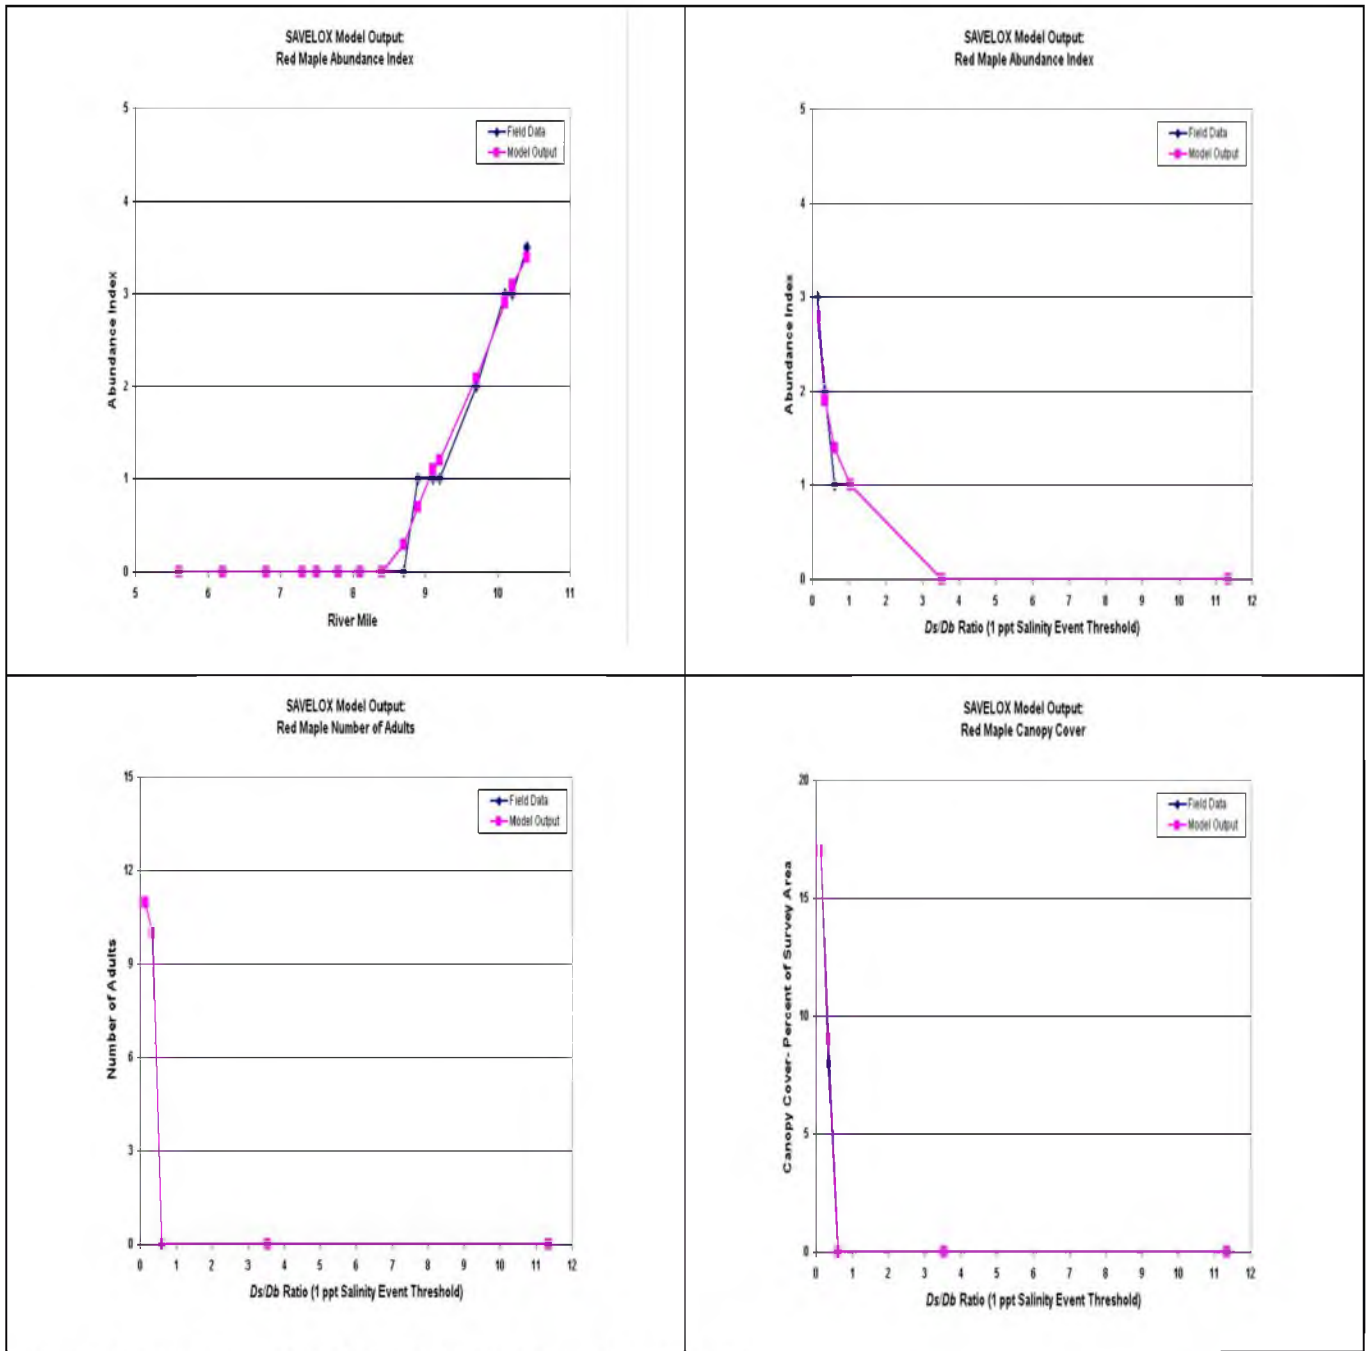 SAVELOX Model Output:
Red Maple Abundance Index
5
4
3
2
1
0
Abundance Index
Field Data
Model Output
5 6 7 8 9 10 11
River Mile
SAVELOX Model Output:
Red Maple Abundance Index
5
4
3
2
1
0
Abundance Index
Field Data
Model Output
0 1 2 3 4 5 6 7 8 9 10 11 12
Ds/Db Ratio (1 ppt Salinity Event Threshold)
SAVELOX Model Output:
Red Maple Number of Adults
15
12
9
6
3
0
Number of Adults
Field Data
Model Output
0 1 2 3 4 5 6 7 8 9 10 11 12
Ds/Db Ratio (1 ppt Salinity Event Threshold)
SAVELOX Model Output:
Red Maple Canopy Cover
20
15
10
5
0
Canopy Cover- Percent of Survey Area
Field Data
Model Output
0 1 2 3 4 5 6 7 8 9 10 11 12
Ds/Db Ratio (1 ppt Salinity Event Threshold)